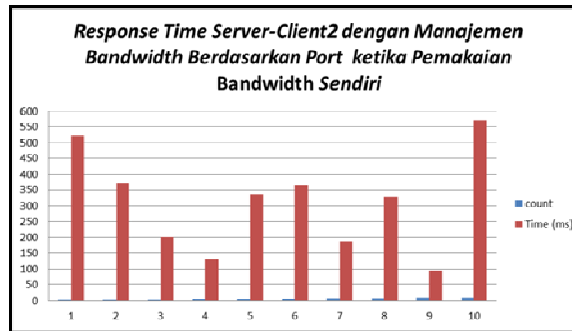 Response Time Server-Client2 dengan Manajemen
Bandwidth Berdasarkan Port ketika Pemakaian
Bandwidth Sendiri
600
550
500
450
400
350
300
250
200
150
100
50
0
1 2 3 4 5 6 7 8 9 10
count
Time (ms)